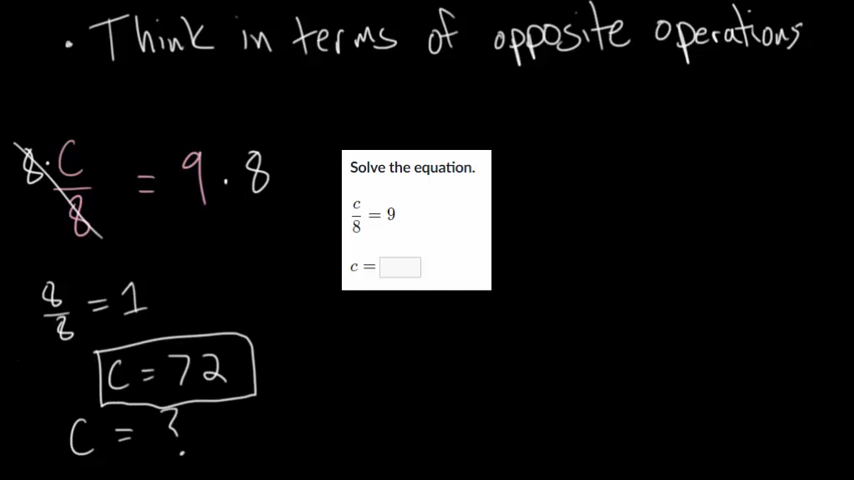 . Think in terms of opposite operations
8 · c/8 = 9 · 8
8/8 = 1
c = 72
c = ?
Solve the equation.
c/8 = 9
c =